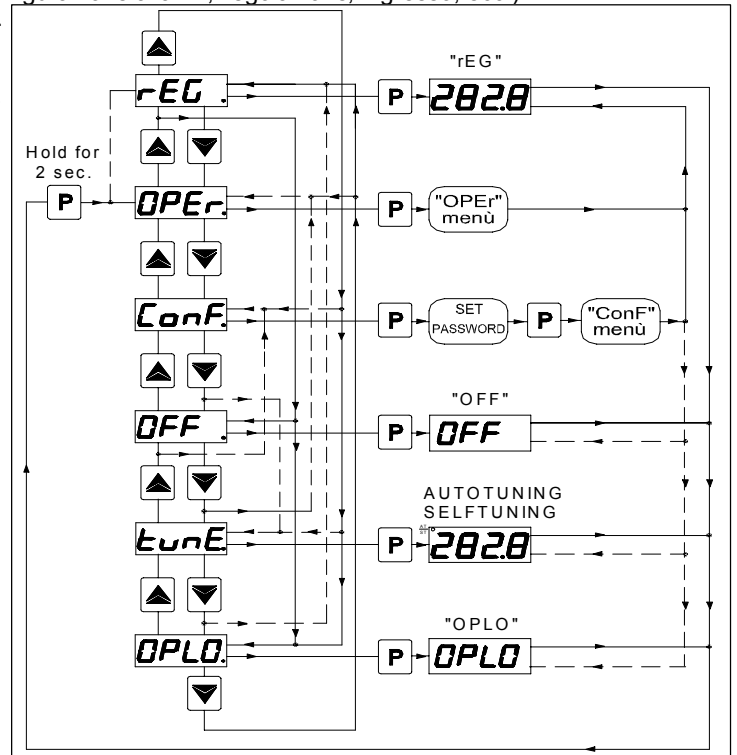 "rEG"
rEG .
P
282.8
Hold for
2 sec.
P
OPEr.
P
"OPEr"
menù
ConF.
P
SET
PASSWORD
P
"ConF"
menù
"OFF"
OFF .
P
OFF
AUTOTUNING
SELFTUNING
tunE.
P
282.8
"OPLO"
OPLO.
P
OPLO